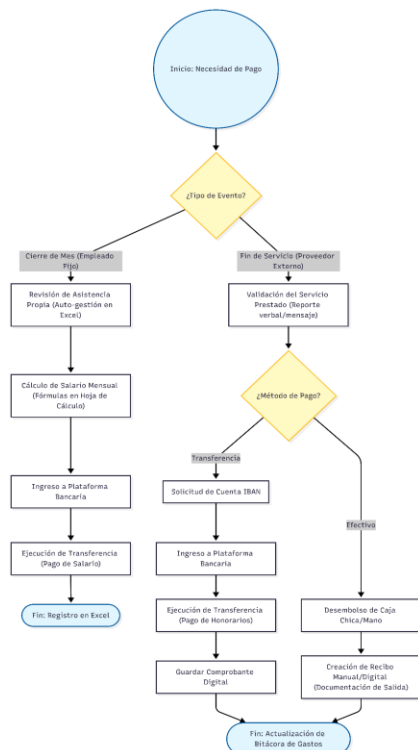 Inicio: Necesidad de Pago
¿Tipo de Evento?
Cierre de Mes (Empleado
Fijo)
Fin de Servicio (Proveedor
Externo)
Revisión de Asistencia
Propia (Auto-gestión en
Excel)
Validación del Servicio
Prestado (Reporte
verbal/mensaje)
Cálculo de Salario Mensual
(Fórmulas en Hoja de
Cálculo)
¿Método de Pago?
Transferencia
Solicitud de Cuenta IBAN
Ingreso a Plataforma
Bancaria
Efectivo
Ejecución de Transferencia
(Pago de Salario)
Ingreso a Plataforma
Bancaria
Fin: Registro en Excel
Ejecución de Transferencia
(Pago de Honorarios)
Desembolso de Caja
Chica/Mano
Guardar Comprobante
Digital
Creación de Recibo
Manual/Digital
(Documentación de Salida)
Fin: Actualización de
Bitácora de Gastos